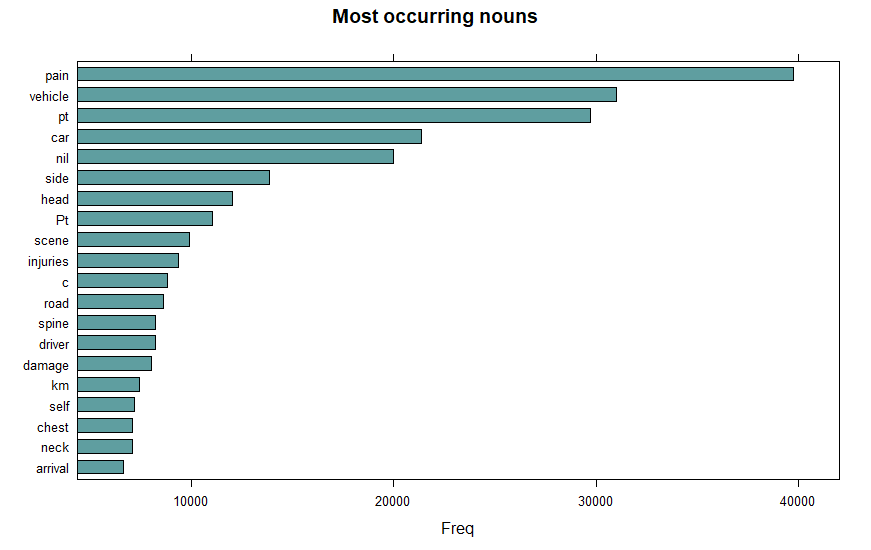 Most occurring nouns
pain
vehicle
pt
car
nil
side
head
Pt
scene
injuries
c
road
spine
driver
damage
km
self
chest
neck
arrival
10000 20000 30000 40000
Freq